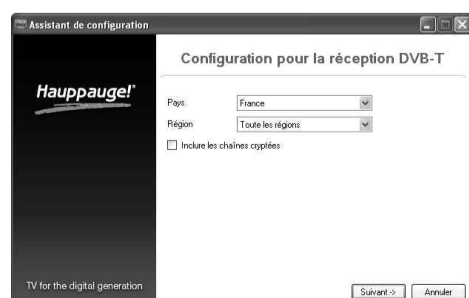 Assistant de configuration
Configuration pour la réception DVB-T
Hauppauge!
Pays
France
Région
Toute les régions
Inclure les chaînes cryptées
TV for the digital generation
Suivant ->
Annuler